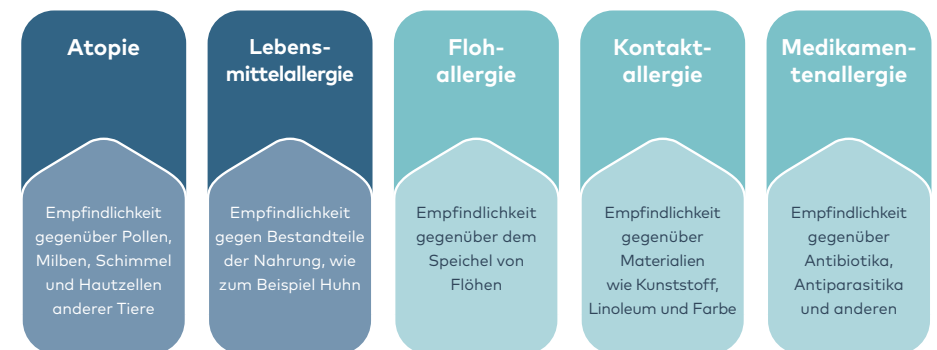 Atopie
Empfindlichkeit
gegenüber Pollen,
Milben, Schimmel
und Hautzellen
anderer Tiere
Lebens-
mittelallergie
Empfindlichkeit
gegen Bestandteile
der Nahrung, wie
zum Beispiel Huhn
Floh-
allergie
Empfindlichkeit
gegenüber dem
Speichel von
Flöhen
Kontakt-
allergie
Empfindlichkeit
gegenüber
Materialien
wie Kunststoff,
Linoleum und Farbe
Medikamen-
tenallergie
Empfindlichkeit
gegenüber
Antibiotika,
Antiparasitika
und anderen